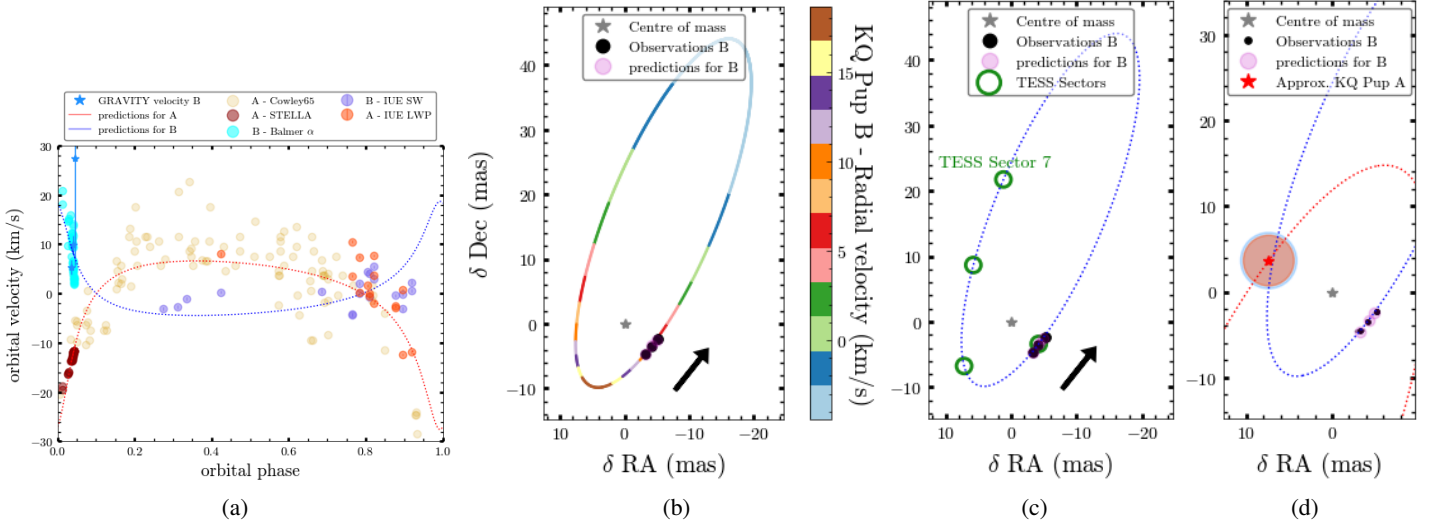 GRAVITY velocity B
predictions for A
predictions for B
A - Cowley65
A - STELLA
B - Balmer α
B - IUE SW
A - IUE LWP
orbital velocity (km/s)
30
20
10
0
−10
−20
−30
0.0 0.2 0.4 0.6 0.8 1.0
orbital phase
(a)
Centre of mass
Observations B
predictions for B
δ Dec (mas)
40
30
20
10
0
−10
10 0 −10 −20
δ RA (mas)
15
10
5
0
KQ Pup B - Radial velocity (km/s)
(b)
Centre of mass
Observations B
predictions for B
TESS Sectors
TESS Sector 7
50
40
30
20
10
0
−10
10 0 −10 −20
δ RA (mas)
(c)
Centre of mass
Observations B
predictions for B
Approx. KQ Pup A
30
20
10
0
−10
10 0
δ RA (mas)
(d)